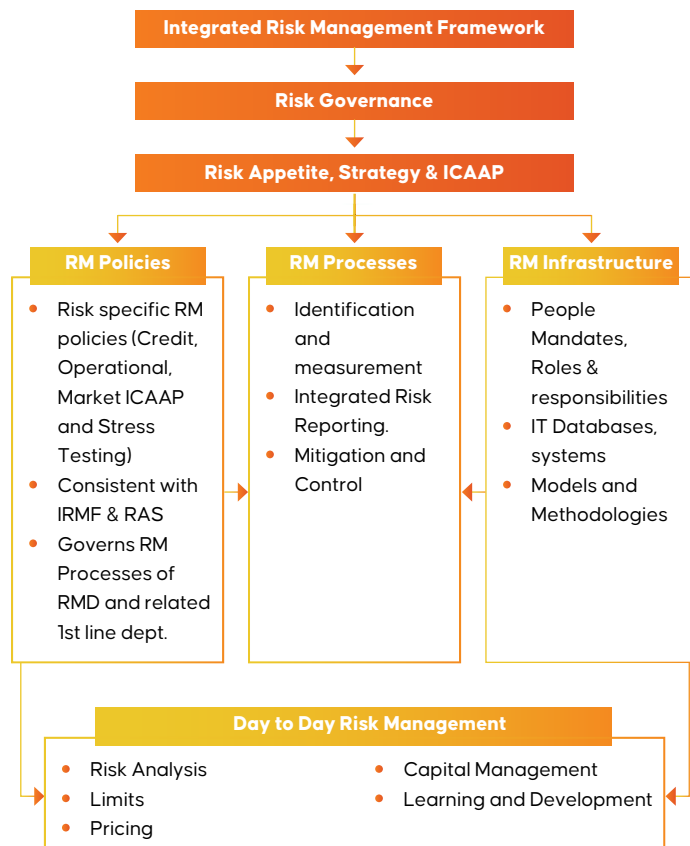 Integrated Risk Management Framework
Risk Governance
Risk Appetite, Strategy & ICAAP
RM Policies
Risk specific RM
policies (Credit,
Operational,
Market ICAAP
and Stress
Testing)
Consistent with
IRMF & RAS
Governs RM
Processes of
RMD and related
1st line dept.
RM Processes
Identification
and
measurement
Integrated Risk
Reporting.
Mitigation and
Control
RM Infrastructure
People
Mandates,
Roles &
responsibilities
IT Databases,
systems
Models and
Methodologies
Day to Day Risk Management
Risk Analysis
Limits
Pricing
Capital Management
Learning and Development